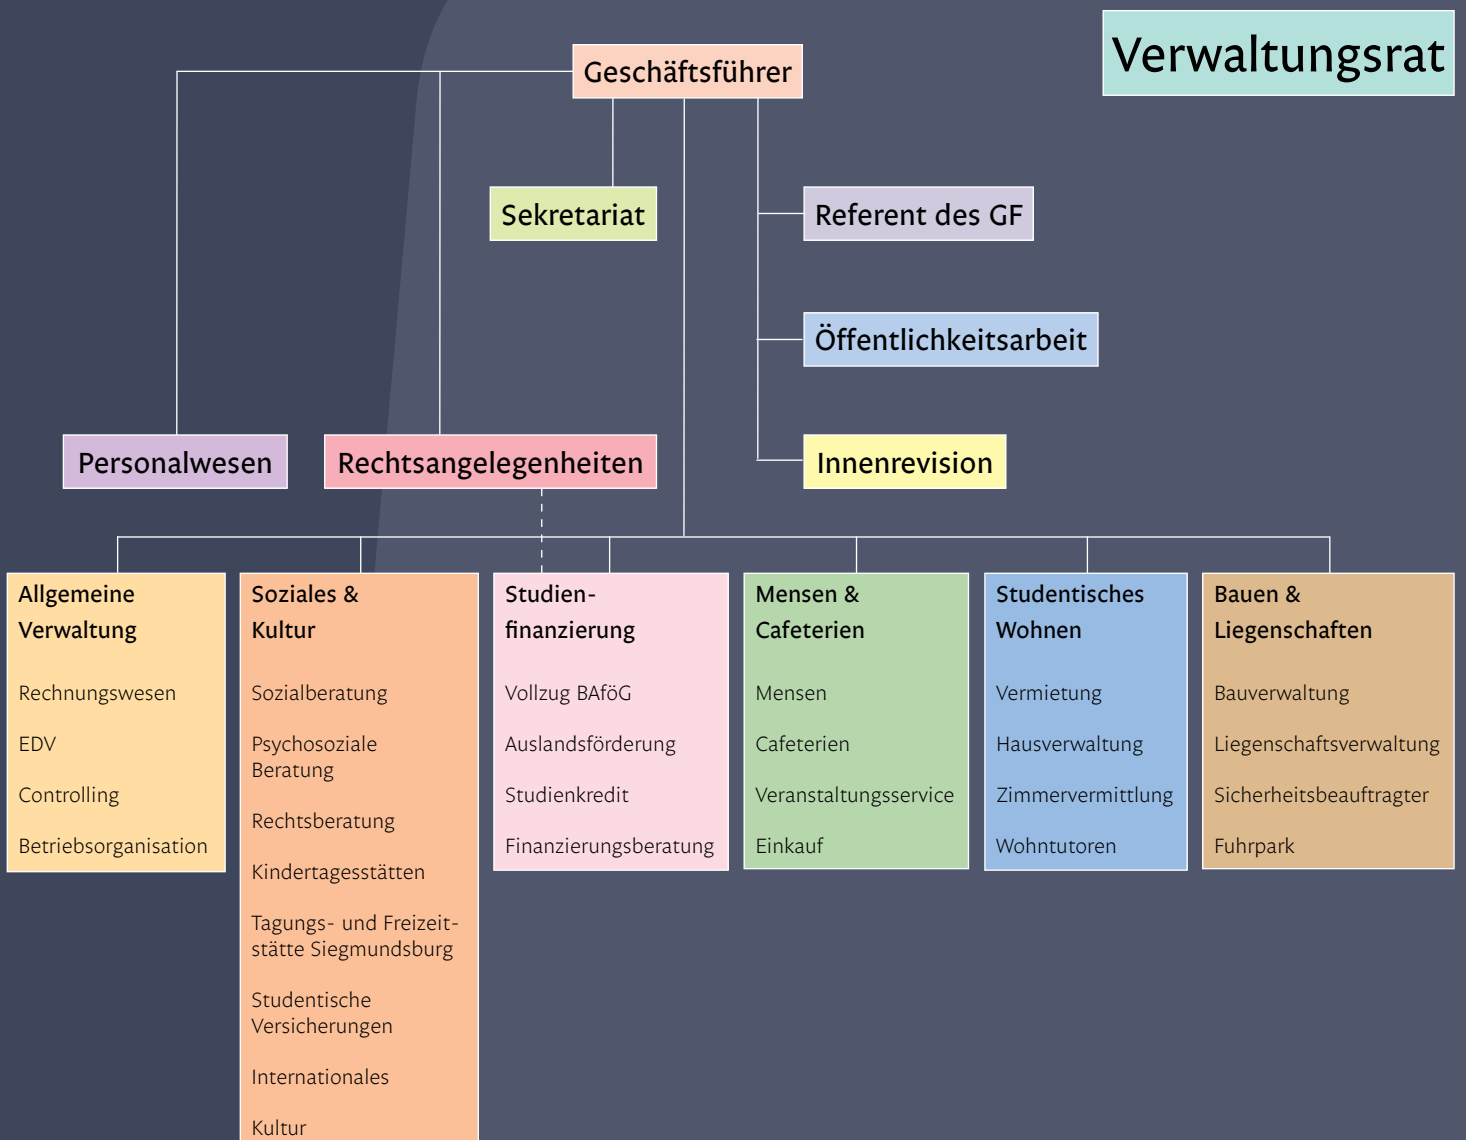 Verwaltungsrat
Geschäftsführer
Sekretariat
Referent des GF
Öffentlichkeitsarbeit
Personalwesen
Rechtsangelegenheiten
Innenrevision
Allgemeine
Verwaltung
Rechnungswesen
EDV
Controlling
Betriebsorganisation
Soziales &
Kultur
Sozialberatung
Psychosoziale
Beratung
Rechtsberatung
Kindertagesstätten
Tagungs- und Freizeit-
stätte Siegmundsburg
Studentische
Versicherungen
Internationales
Kultur
Studien-
finanzierung
Vollzug BAföG
Auslandsförderung
Studienkredit
Finanzierungsberatung
Mensen &
Cafeterien
Mensen
Cafeterien
Veranstaltungsservice
Einkauf
Studentisches
Wohnen
Vermietung
Hausverwaltung
Zimmervermittlung
Wohntutoren
Bauen &
Liegenschaften
Bauverwaltung
Liegenschaftsverwaltung
Sicherheitsbeauftragter
Fuhrpark